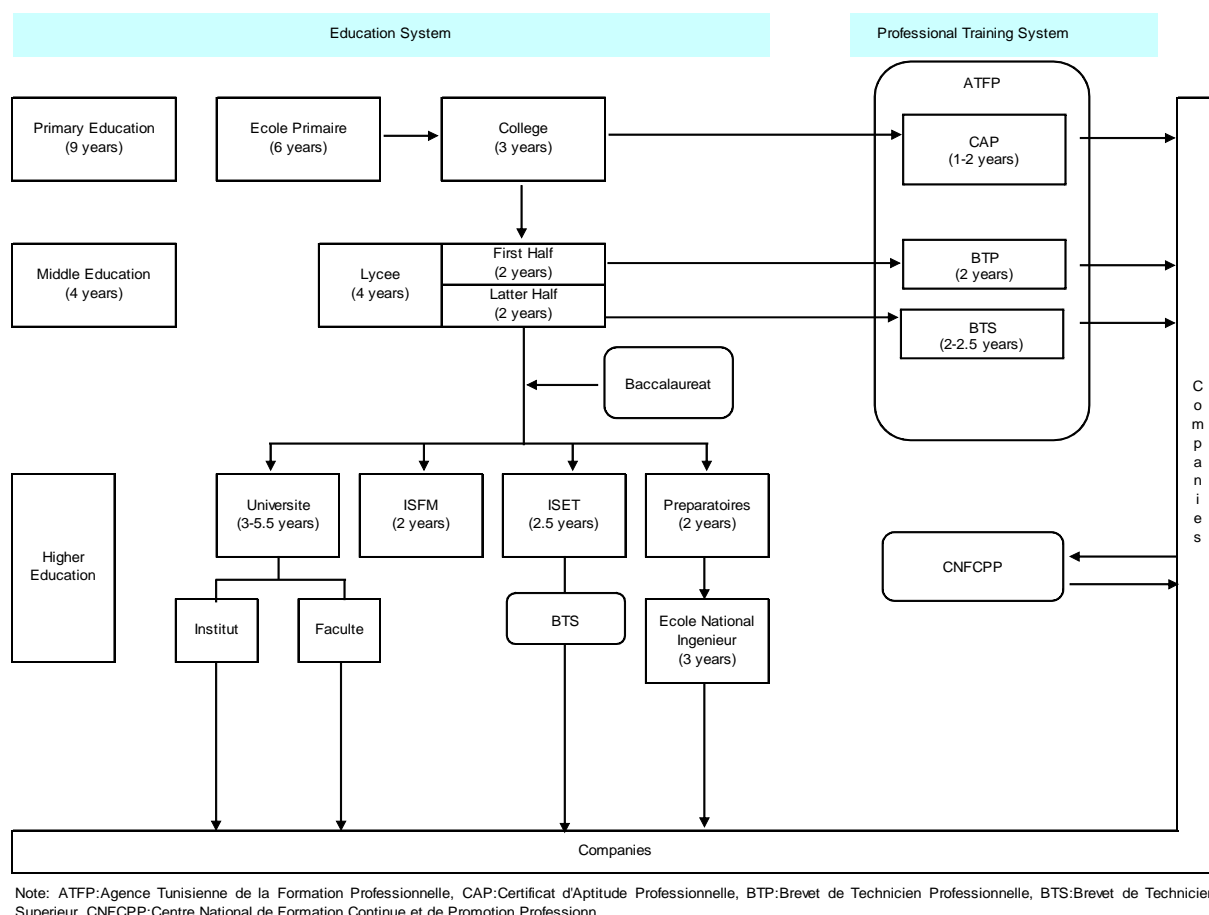 Education System
Professional Training System
ATFP
Primary Education
(9 years)
Ecole Primaire
(6 years)
College
(3 years)
CAP
(1-2 years)
Middle Education
(4 years)
Lycee
(4 years)
First Half
(2 years)
Latter Half
(2 years)
BTP
(2 years)
BTS
(2-2.5 years)
Baccalaureat
Companies
Higher
Education
Universite
(3-5.5 years)
ISFM
(2 years)
ISET
(2.5 years)
Preparatoires
(2 years)
CNFCPP
Institut
Faculte
BTS
Ecole National
Ingenieur
(3 years)
Companies
Note: ATFP:Agence Tunisienne de la Formation Professionnelle, CAP:Certificat d'Aptitude Professionnelle, BTP:Brevet de Technicien Professionnelle, BTS:Brevet de Technicien
Superieur, CNFCPP:Centre National de Formation Continue et de Promotion Professionn